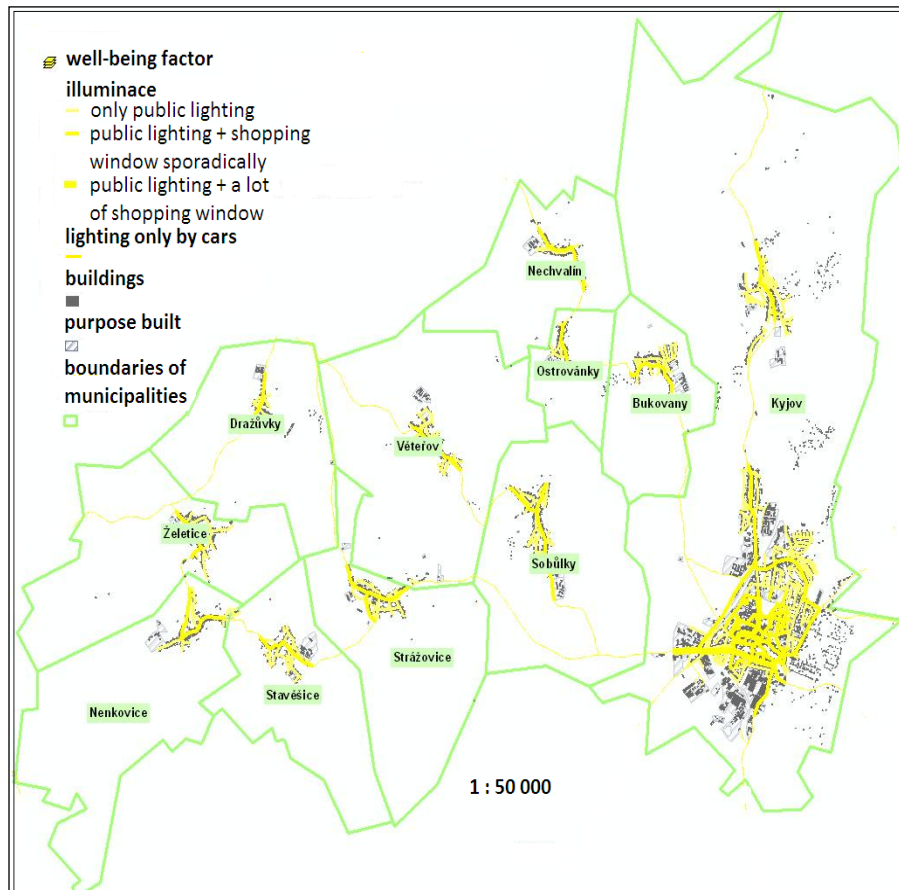 well-being factor
illuminace
only public lighting
public lighting + shopping
window sporadically
public lighting + a lot
of shopping window
lighting only by cars
buildings
purpose built
boundaries of
municipalities
Nechvalín
Ostrovánky
Bukovany
Kyjov
Dražůvky
Věteřov
Želetice
Sobůlky
Strážovice
Stavěšice
Nenkovice
1 : 50 000